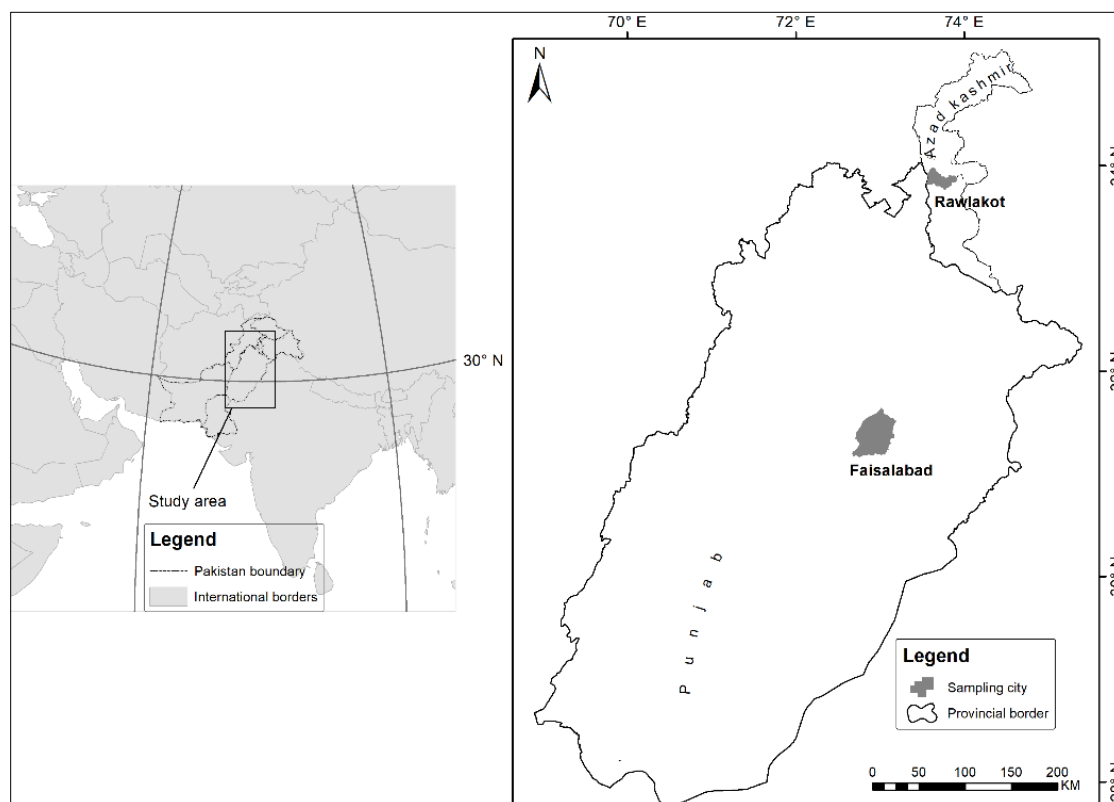 70° E
72° E
74° E
N
Azad kashmir
Rawlakot
30° N
Faisalabad
Study area
Legend
Pakistan boundary
International borders
Punjab
Legend
Sampling city
Provincial border
0 50 100 150 200
KM